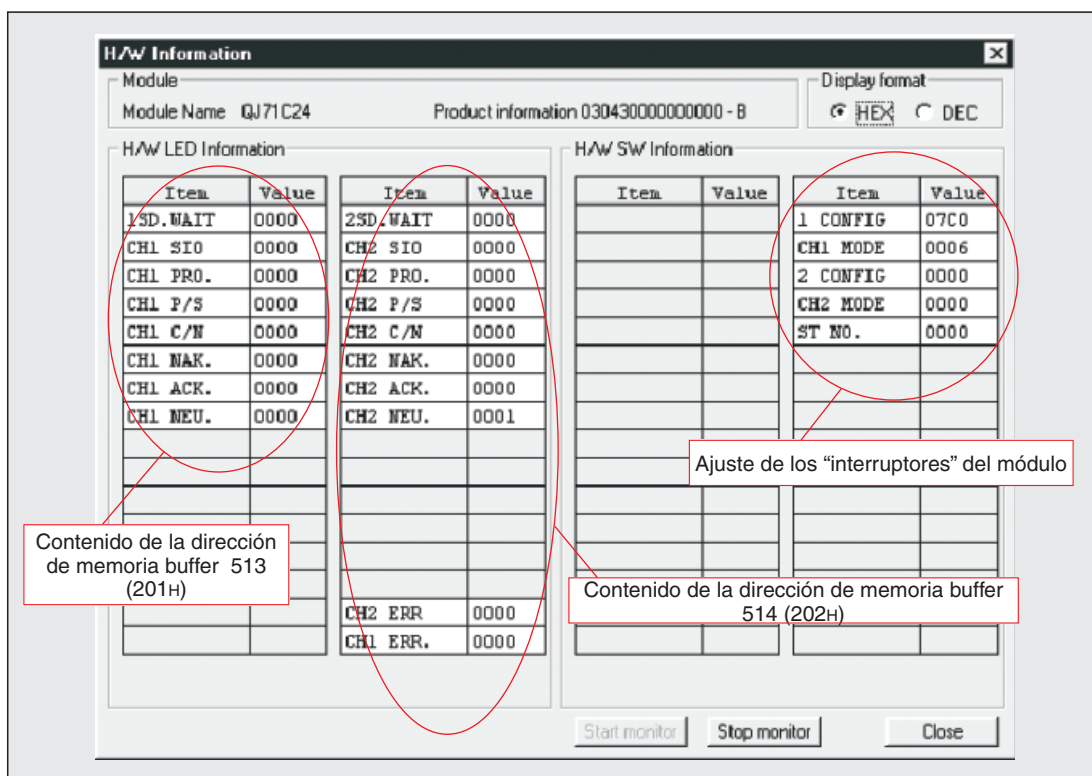 H/W Information
Module
Module Name QJ71C24 Product information 030430000000000 - B
Display format
HEX DEC
H/W LED Information
Item Value Item Value
1SD.WAIT 0000 2SD.WAIT 0000
CH1 SIO 0000 CH2 SIO 0000
CH1 PRO. 0000 CH2 PRO. 0000
CH1 P/S 0000 CH2 P/S 0000
CH1 C/N 0000 CH2 C/N 0000
CH1 NAK. 0000 CH2 NAK. 0000
CH1 ACK. 0000 CH2 ACK. 0000
CH1 NEU. 0000 CH2 NEU. 0001
CH2 ERR 0000
CH1 ERR. 0000
H/W SW Information
Item Value Item Value
1 CONFIG 07C0
CH1 MODE 0006
2 CONFIG 0000
CH2 MODE 0000
ST NO. 0000
Ajuste de los “interruptores” del módulo
Contenido de la dirección
de memoria buffer 513
(201H)
Contenido de la dirección de memoria buffer
514 (202H)
Start monitor Stop monitor Close